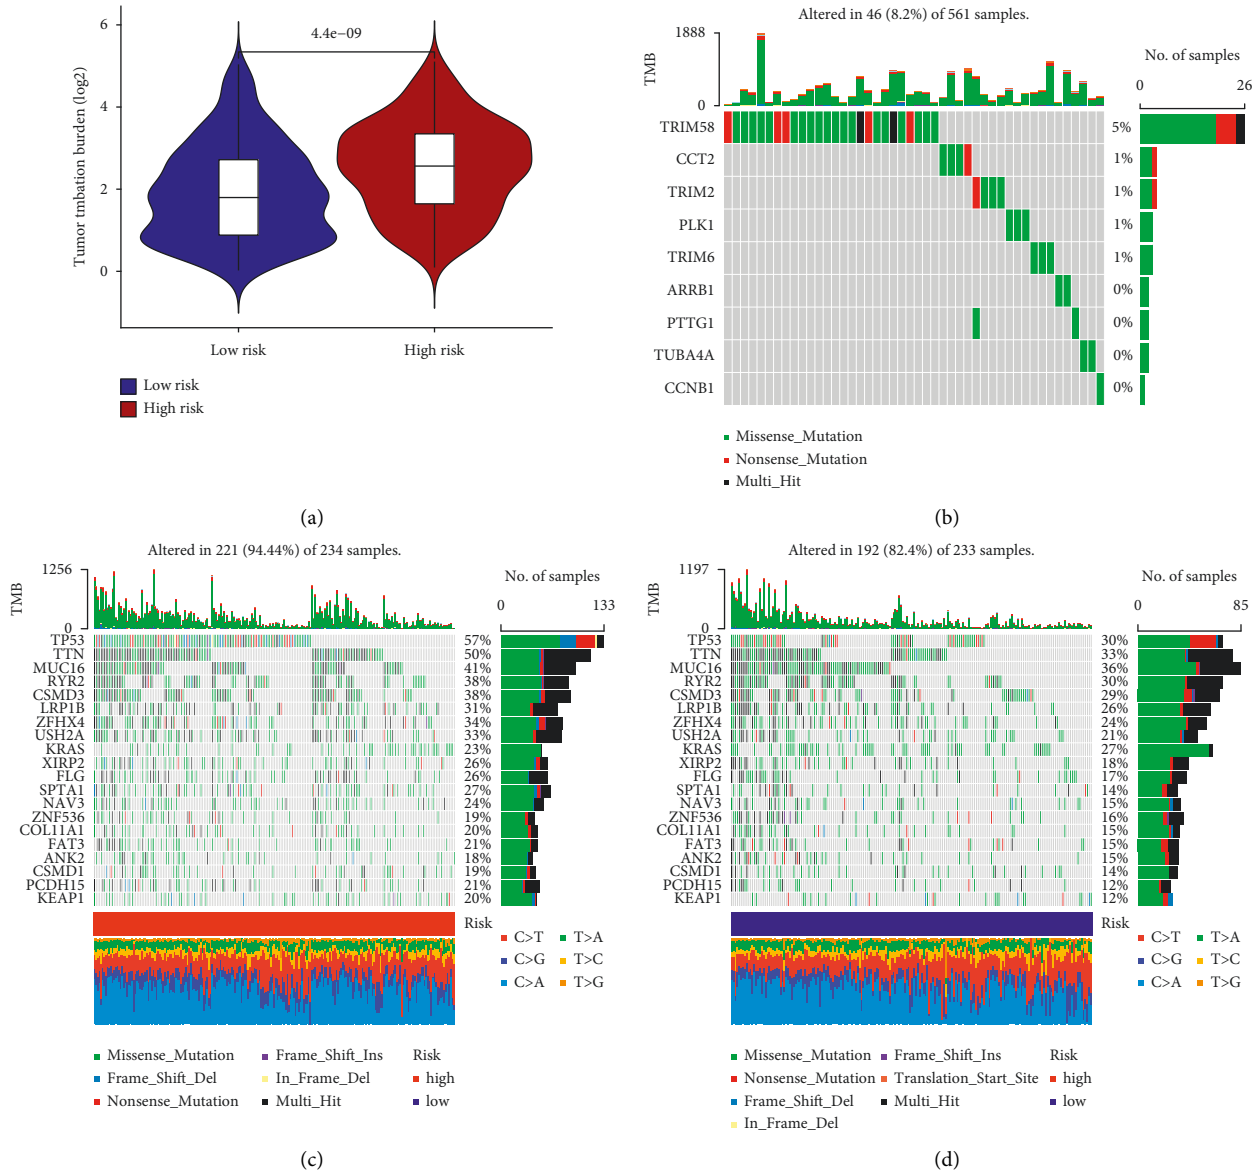 6
4
2
0
Tumor tmbation burden (log2)
4.4e−09
Low risk
High risk
Low risk
High risk
(a)
Altered in 46 (8.2%) of 561 samples.
1888
0
TMB
No. of samples
0 26
TRIM58 5%
CCT2 1%
TRIM2 1%
PLK1 1%
TRIM6 1%
ARRB1 0%
PTTG1 0%
TUBA4A 0%
CCNB1 0%
Missense_Mutation
Nonsense_Mutation
Multi_Hit
(b)
Altered in 221 (94.44%) of 234 samples.
1256
0
TMB
No. of samples
0 133
TP53 57%
TTN 50%
MUC16 41%
RYR2 38%
CSMD3 38%
LRP1B 31%
ZFHX4 34%
USH2A 33%
KRAS 23%
XIRP2 26%
FLG 26%
SPTA1 27%
NAV3 24%
ZNF536 19%
COL11A1 20%
FAT3 21%
ANK2 18%
CSMD1 19%
PCDH15 21%
KEAP1 20%
Risk
C>T T>A
C>G T>C
C>A T>G
Missense_Mutation Frame_Shift_Ins Risk
Frame_Shift_Del In_Frame_Del high
Nonsense_Mutation Multi_Hit low
(c)
Altered in 192 (82.4%) of 233 samples.
1197
0
TMB
No. of samples
0 85
TP53 30%
TTN 33%
MUC16 36%
RYR2 30%
CSMD3 29%
LRP1B 26%
ZFHX4 24%
USH2A 21%
KRAS 27%
XIRP2 18%
FLG 17%
SPTA1 14%
NAV3 15%
ZNF536 16%
COL11A1 15%
FAT3 15%
ANK2 15%
CSMD1 14%
PCDH15 12%
KEAP1 12%
Risk
C>T T>A
C>G T>C
C>A T>G
Missense_Mutation Frame_Shift_Ins Risk
Nonsense_Mutation Translation_Start_Site high
Frame_Shift_Del Multi_Hit low
In_Frame_Del
(d)